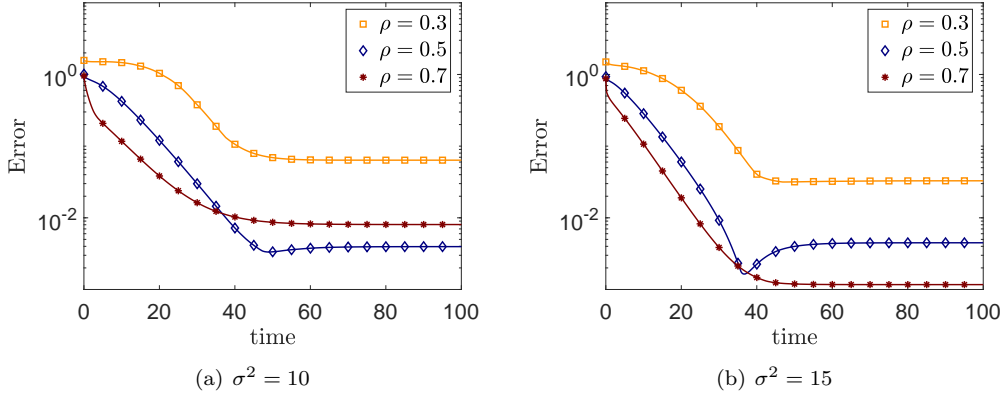 ρ = 0.3
ρ = 0.5
ρ = 0.7
10^0
10^-2
Error
0 20 40 60 80 100
time
(a) σ^2 = 10
ρ = 0.3
ρ = 0.5
ρ = 0.7
10^0
10^-2
Error
0 20 40 60 80 100
time
(b) σ^2 = 15